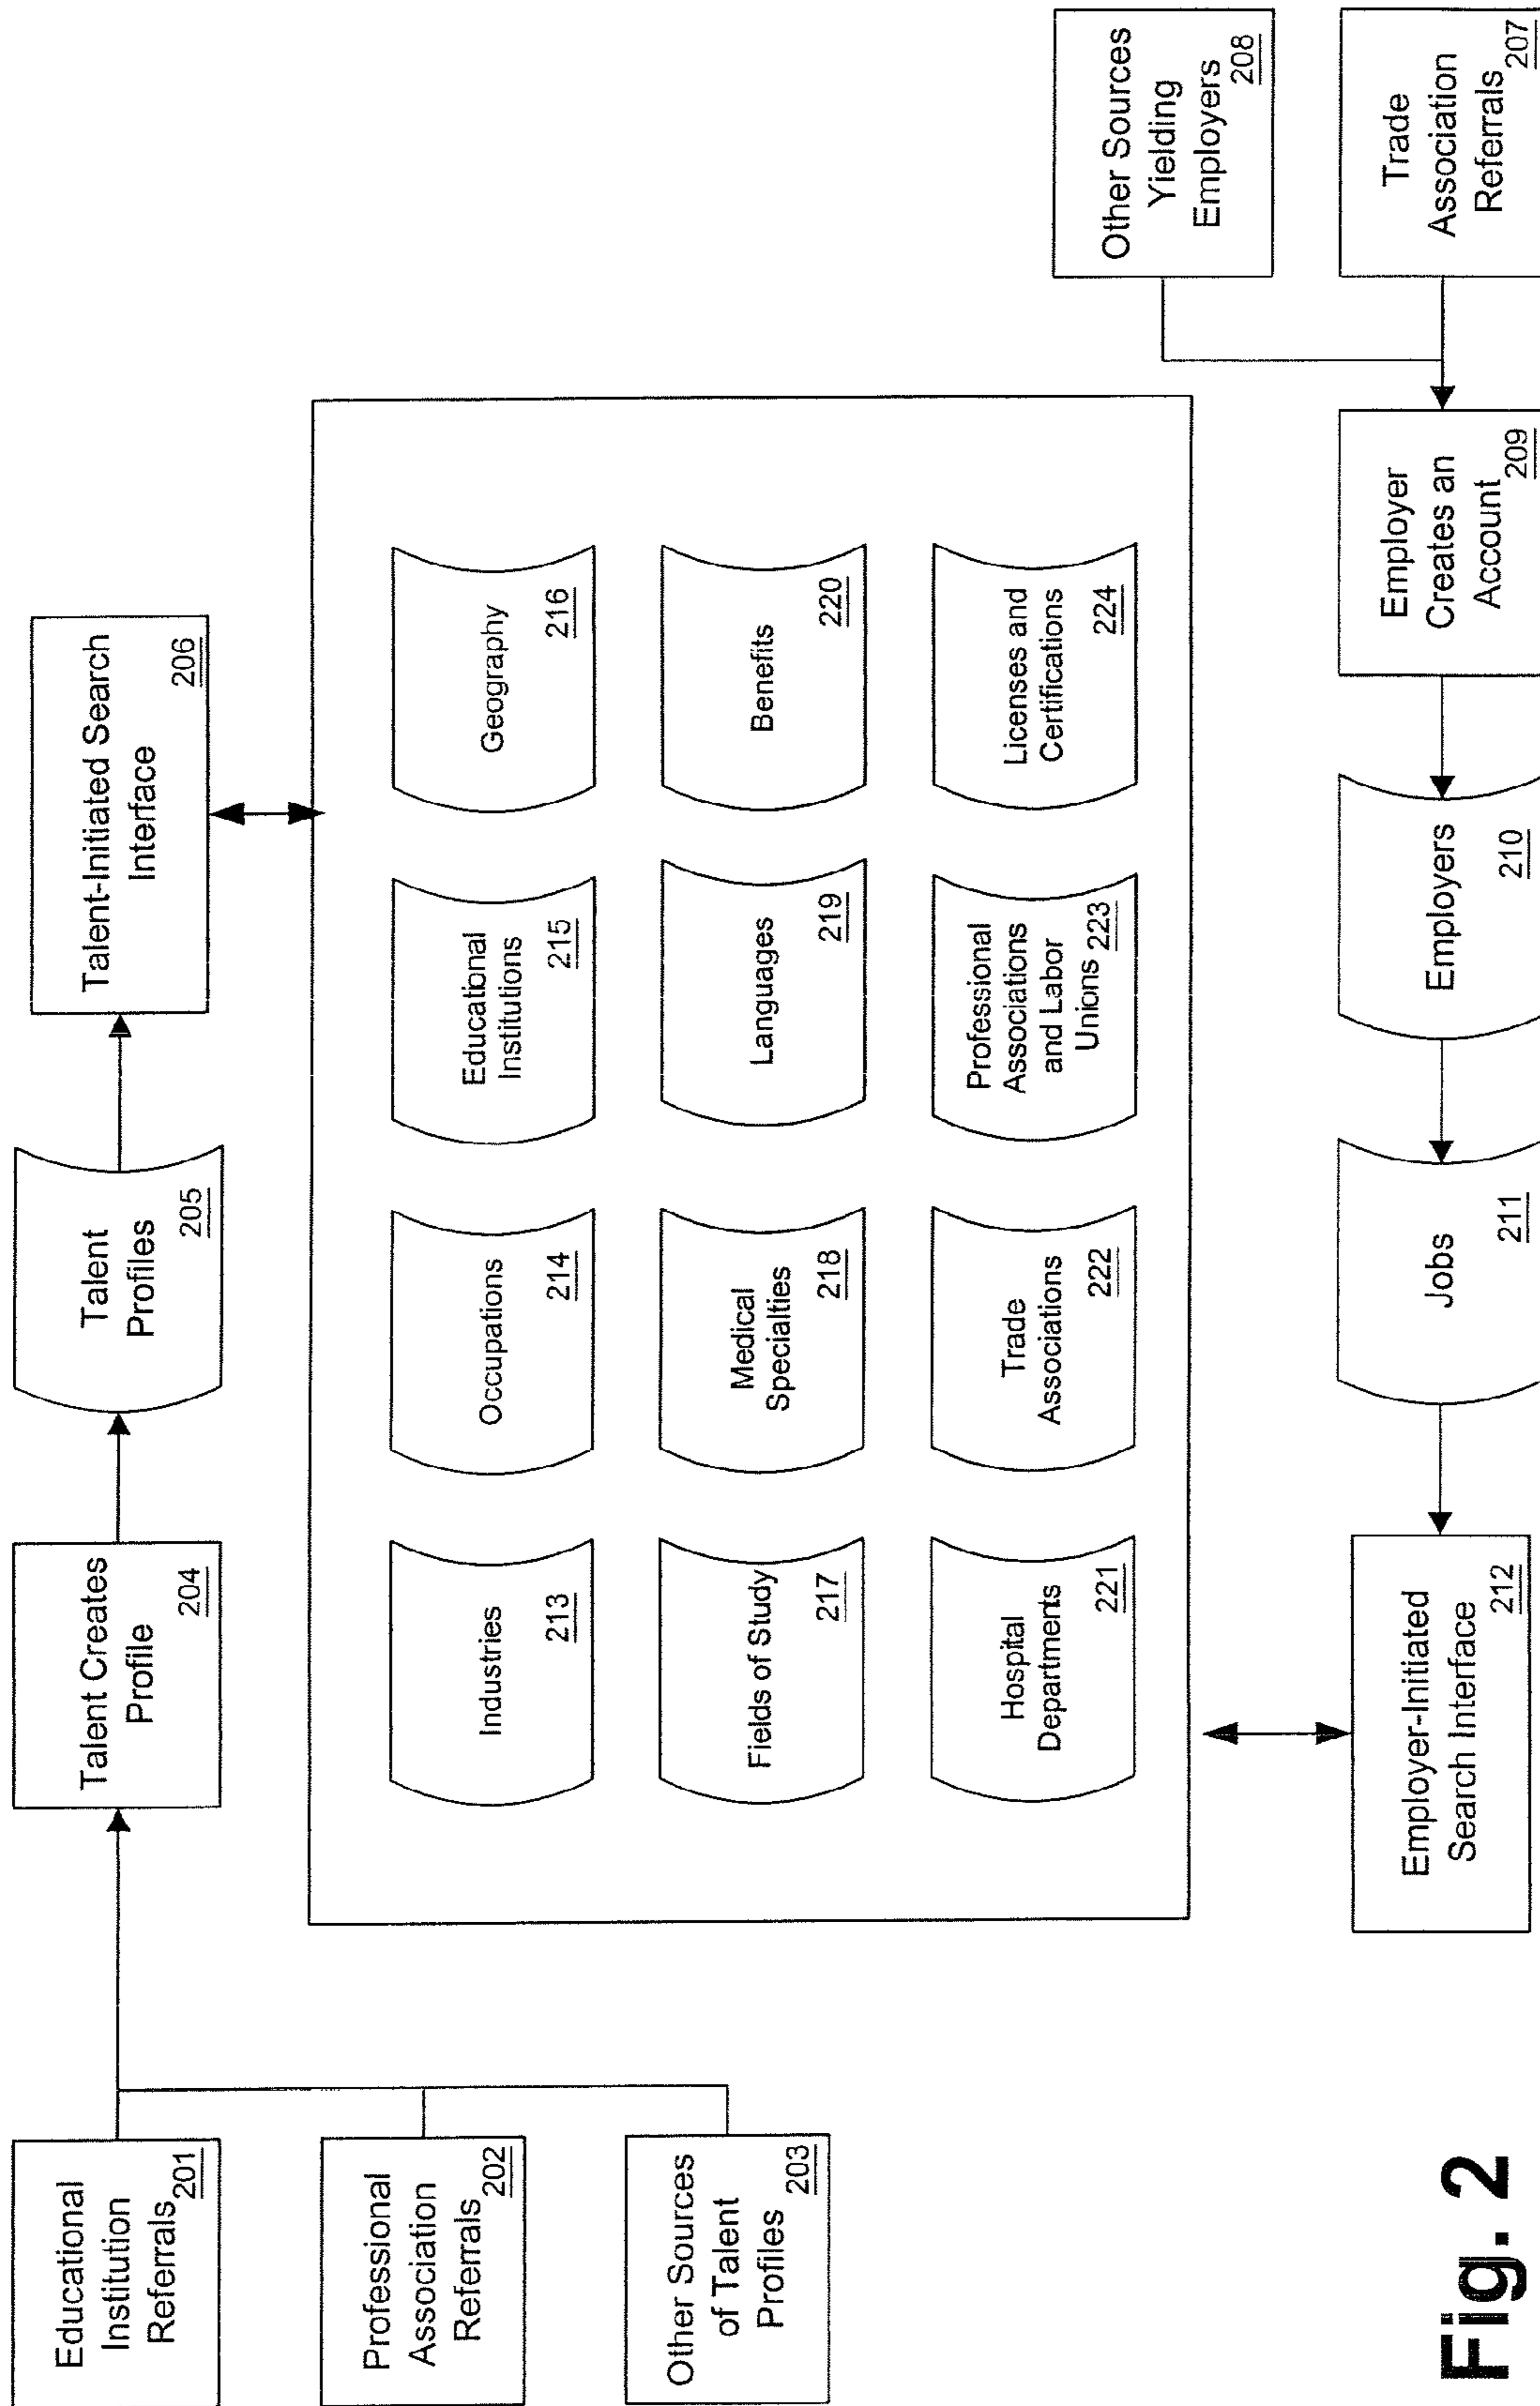 Educational
Institution
Referrals
201
Professional
Association
Referrals
202
Other Sources
of Talent
Profiles
203
Talent Creates
Profile
204
Talent
Profiles
205
Talent-Initiated Search
Interface
206
Industries
213
Occupations
214
Educational
Institutions
215
Geography
216
Fields of Study
217
Medical
Specialties
218
Languages
219
Benefits
220
Hospital
Departments
221
Trade
Associations
222
Professional
Associations
and Labor
Unions 223
Licenses and
Certifications
224
Employer-Initiated
Search Interface
212
Jobs
211
Employers
210
Employer
Creates an
Account
209
Other Sources
Yielding
Employers
208
Trade
Association
Referrals
207
Fig. 2